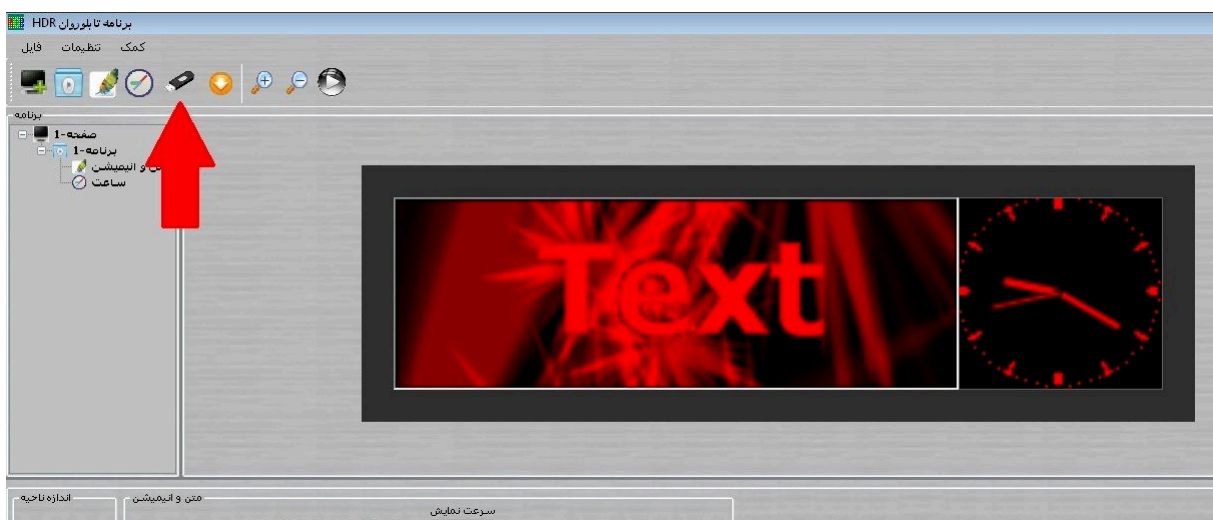 برنامه تابلوروان HDR
فایل تنظیمات کمک
برنامه
صفحه-1
برنامه-1
و انیمیشن
ساعت
Text
اندازه ناحیه
متن و انیمیشن
سرعت نمایش